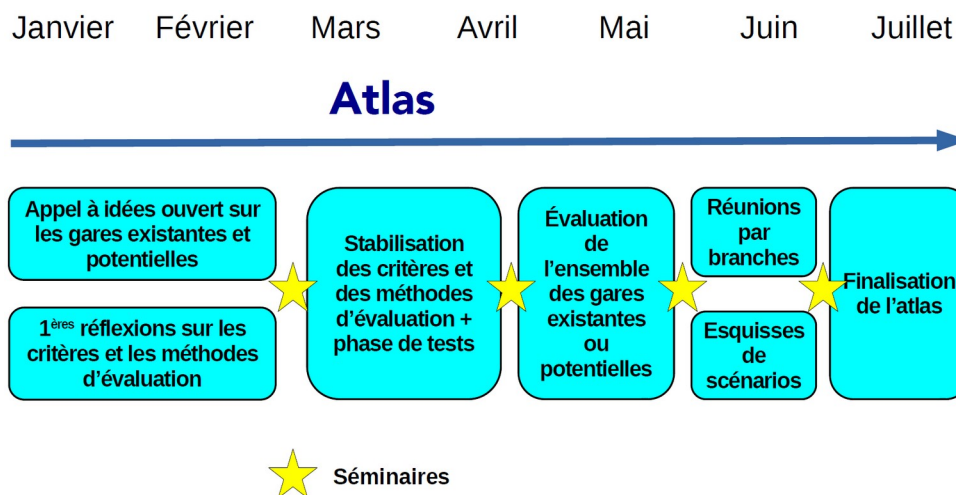 Janvier Février Mars Avril Mai Juin Juillet
Atlas
Appel à idées ouvert sur
les gares existantes et
potentielles
1ères réflexions sur les
critères et les méthodes
d’évaluation
Stabilisation
des critères et
des méthodes
d’évaluation +
phase de tests
Évaluation
de
l’ensemble
des gares
existantes
ou
potentielles
Réunions
par
branches
Esquisses
de
scénarios
Finalisation
de l’atlas
Séminaires